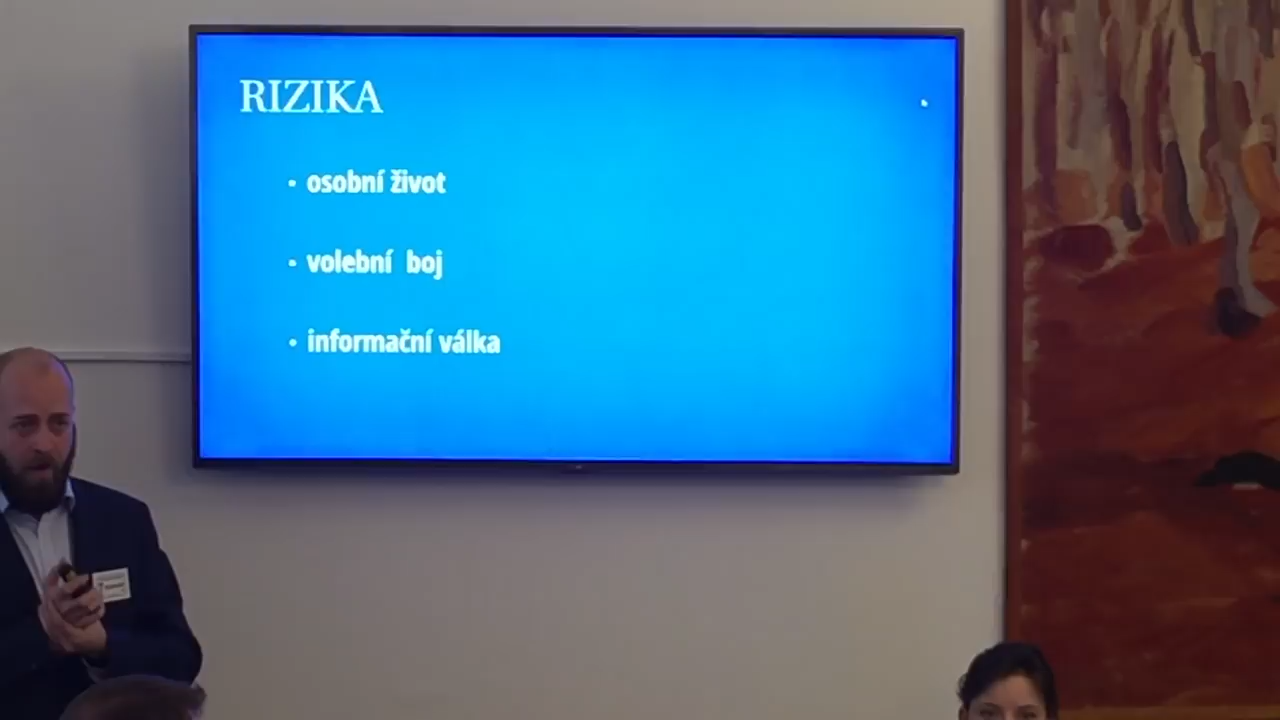 RIZIKA
• osobní život
• volební boj
• informační válka